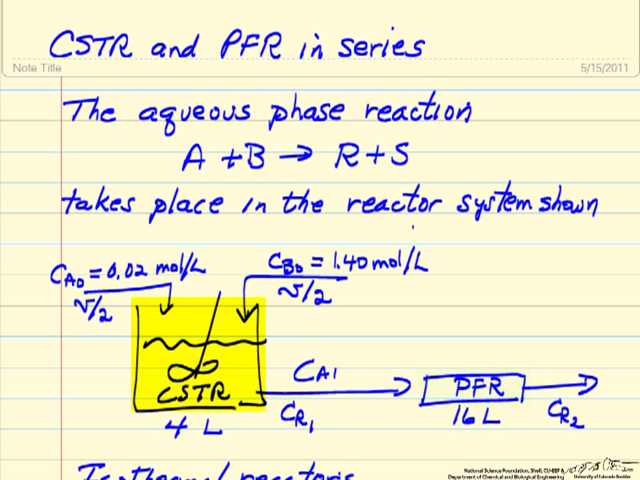 CSTR and PFR in series
Note Title
5/15/2011
The aqueous phase reaction
A + B → R + S
takes place in the reactor system shown
CA0 = 0.02 mol/L
v/2
CB0 = 1.40 mol/L
v/2
CSTR
4 L
CA1
CR1
PFR
16 L
CR2
Isothermal reactors
National Science Foundation, Shell, CU-EEF &
Department of Chemical and Biological Engineering
University of Colorado Boulder